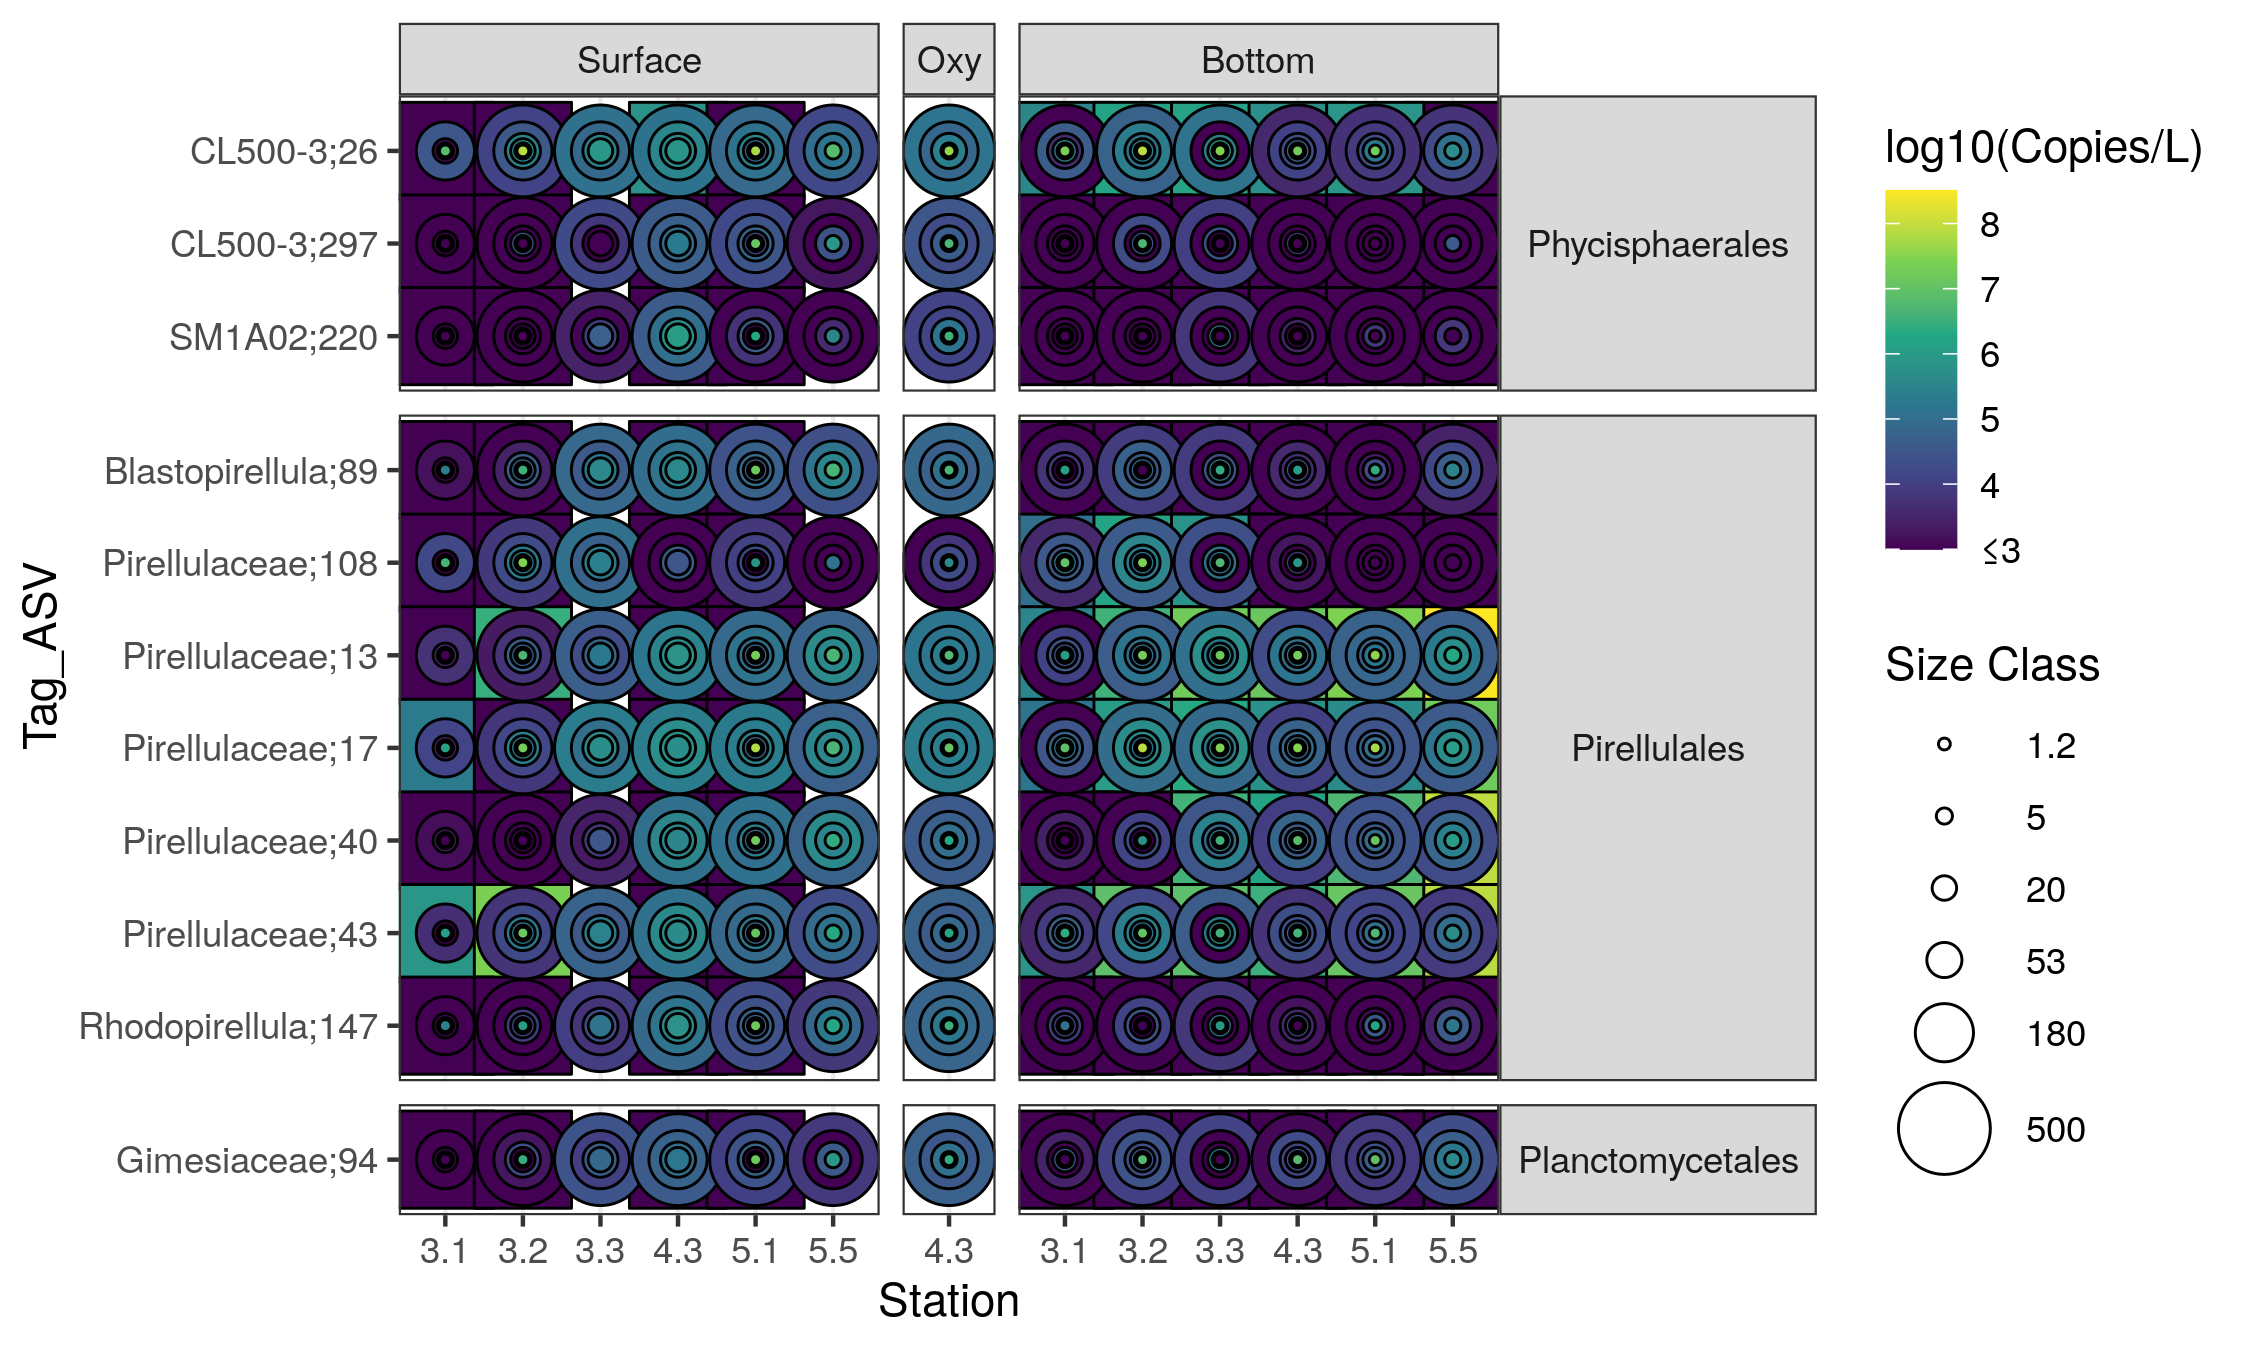 Surface
Oxy
Bottom
CL500-3;26
CL500-3;297
SM1A02;220
Phycisphaerales
Blastopirellula;89
Pirellulaceae;108
Pirellulaceae;13
Pirellulaceae;17
Pirellulaceae;40
Pirellulaceae;43
Rhodopirellula;147
Pirellulales
Gimesiaceae;94
Planctomycetales
Tag_ASV
3.1 3.2 3.3 4.3 5.1 5.5
4.3
3.1 3.2 3.3 4.3 5.1 5.5
Station
log10(Copies/L)
8
7
6
5
4
≤3
Size Class
1.2
5
20
53
180
500